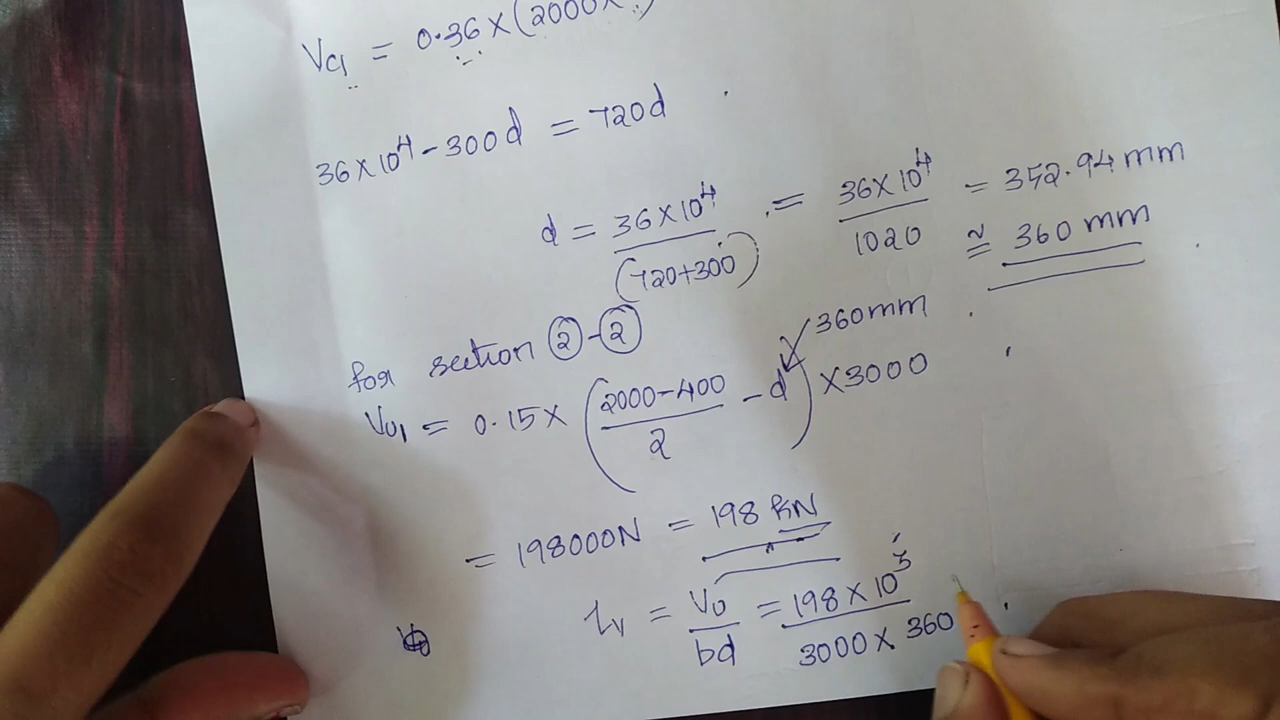 Vc1 = 0.36 × (2000×
36×10⁴ - 300d = 720d
d = 36×10⁴ / (720+300) = 36×10⁴ / 1020 = 352.94 mm
≅ 360 mm
for section ②-②
360mm
Vu1 = 0.15 × ( (2000-400) / 2 - d ) × 3000
= 198000N = 198 KN
τv = Vu / bd = 198×10³ / 3000 × 360